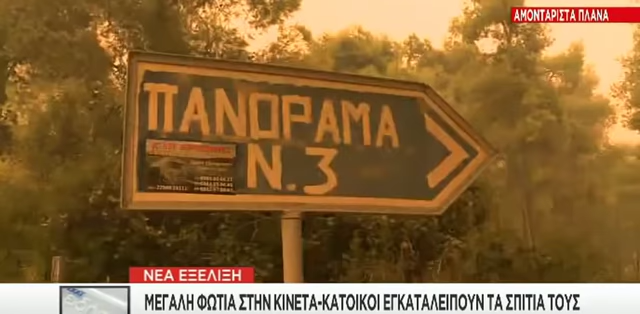 ΑΜΟΝΤΑΡΙΣΤΑ ΠΛΑΝΑ
ΠΑΝΟΡΑΜΑ
Ν.3
ΝΕΑ ΕΞΕΛΙΞΗ
ΜΕΓΑΛΗ ΦΩΤΙΑ ΣΤΗΝ ΚΙΝΕΤΑ-ΚΑΤΟΙΚΟΙ ΕΓΚΑΤΑΛΕΙΠΟΥΝ ΤΑ ΣΠΙΤΙΑ ΤΟΥΣ